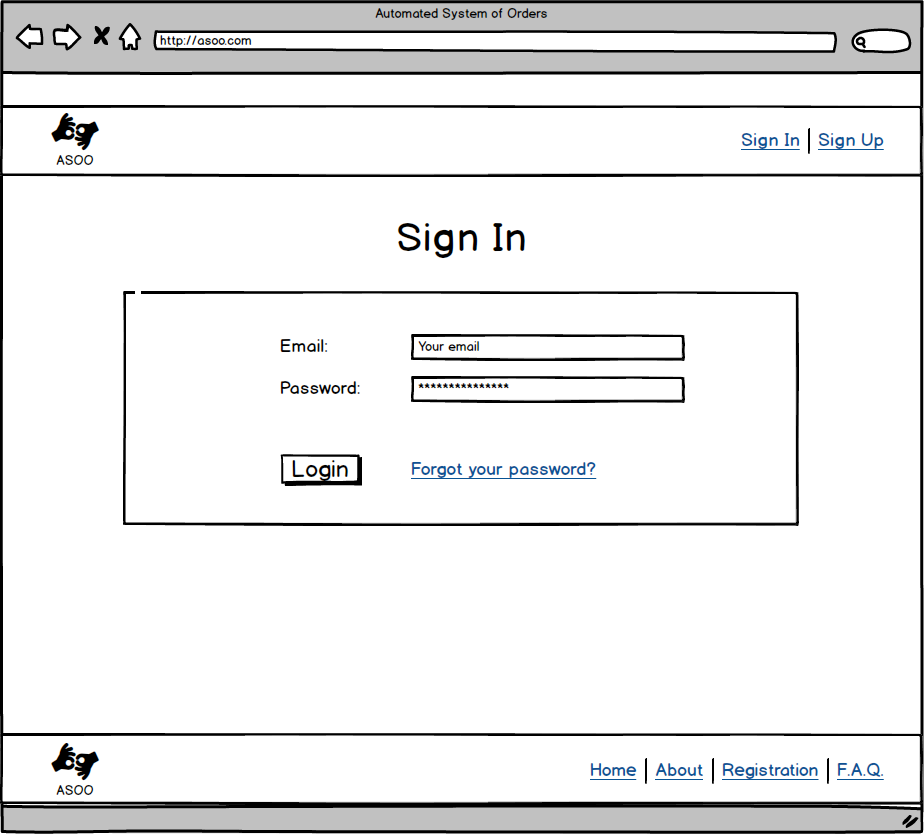 Automated System of Orders
http://asoo.com
ASOO
Sign In | Sign Up
Sign In
Email: Your email
Password: ***************
Login Forgot your password?
ASOO
Home | About | Registration | F.A.Q.